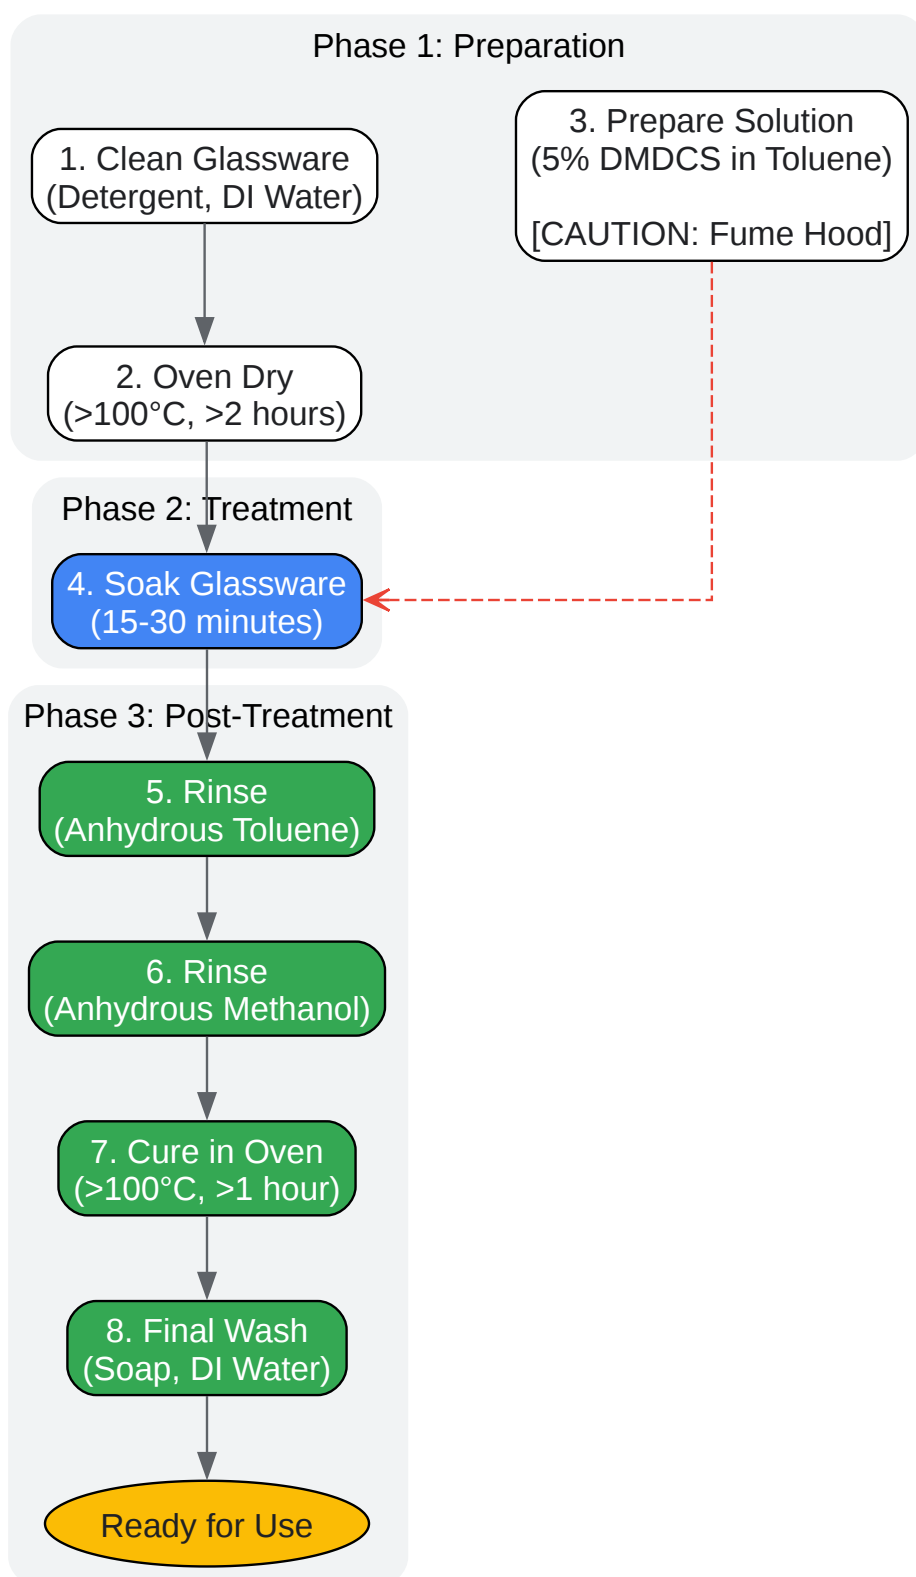 Phase 1: Preparation
1. Clean Glassware
(Detergent, DI Water)
3. Prepare Solution
(5% DMDCS in Toluene)
[CAUTION: Fume Hood]
2. Oven Dry
(>100°C, >2 hours)
Phase 2: Treatment
4. Soak Glassware
(15-30 minutes)
Phase 3: Post-Treatment
5. Rinse
(Anhydrous Toluene)
6. Rinse
(Anhydrous Methanol)
7. Cure in Oven
(>100°C, >1 hour)
8. Final Wash
(Soap, DI Water)
Ready for Use